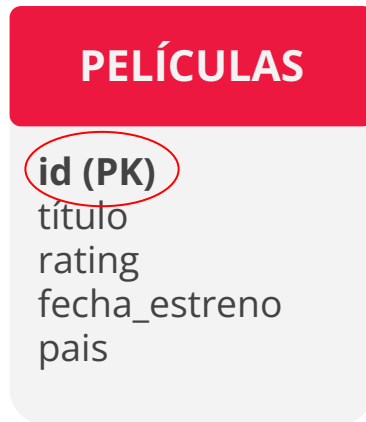 PELÍCULAS
id (PK)
título
rating
fecha_estreno
pais